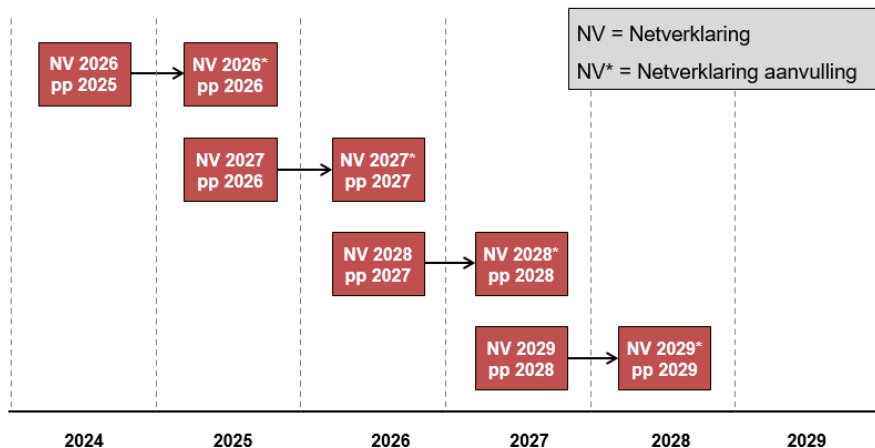 NV = Netverklaring
NV* = Netverklaring aanvulling
NV 2026
pp 2025
NV 2026*
pp 2026
NV 2027
pp 2026
NV 2027*
pp 2027
NV 2028
pp 2027
NV 2028*
pp 2028
NV 2029
pp 2028
NV 2029*
pp 2029
2024 2025 2026 2027 2028 2029